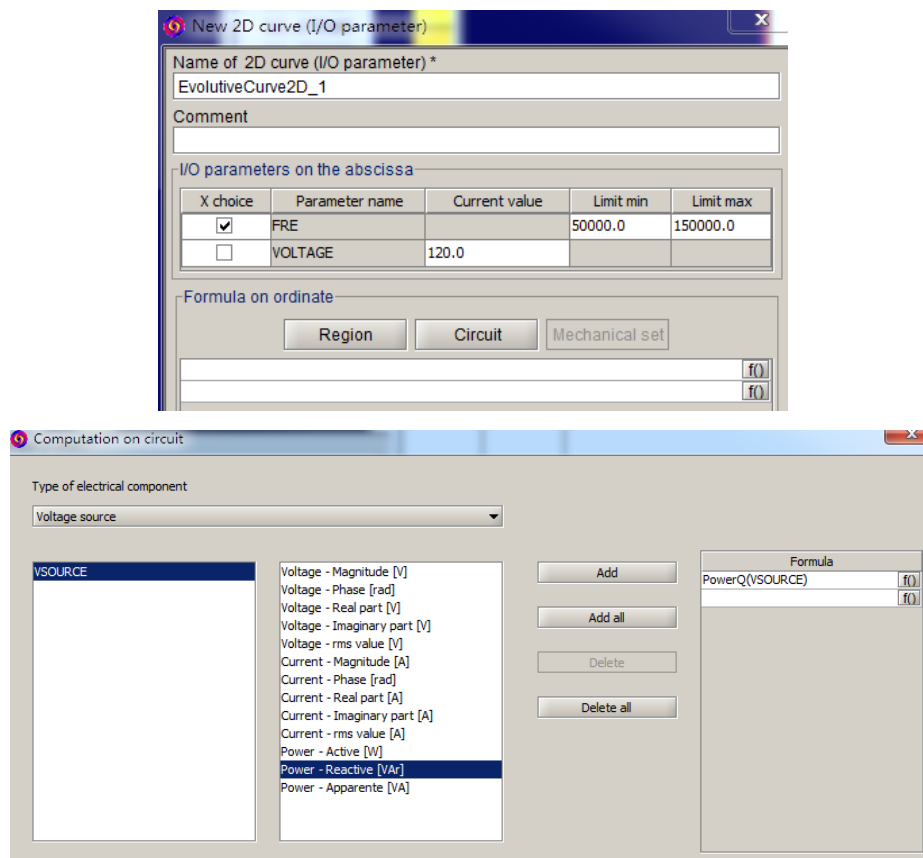 New 2D curve (I/O parameter)
X
Name of 2D curve (I/O parameter) *
EvolutiveCurve2D_1
Comment
I/O parameters on the abscissa
X choice Parameter name Current value Limit min Limit max
FRE 50000.0 150000.0
VOLTAGE 120.0
Formula on ordinate
Region Circuit Mechanical set
f()
f()
Computation on circuit
Type of electrical component
Voltage source
VSOURCE
Voltage - Magnitude [V]
Voltage - Phase [rad]
Voltage - Real part [V]
Voltage - Imaginary part [V]
Voltage - rms value [V]
Current - Magnitude [A]
Current - Phase [rad]
Current - Real part [A]
Current - Imaginary part [A]
Current - rms value [A]
Power - Active [W]
Power - Reactive [VAr]
Power - Apparente [VA]
Add
Add all
Delete
Delete all
Formula
PowerQ(VSOURCE) f()
f()